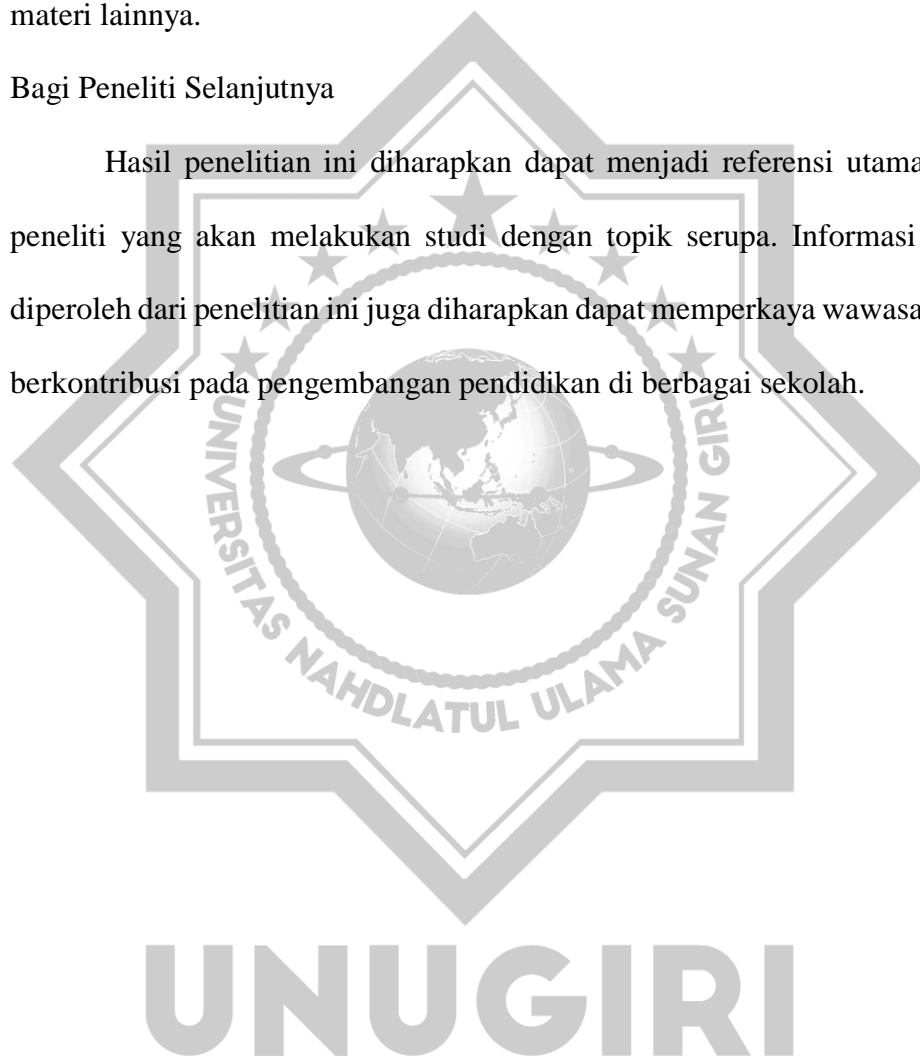 materi lainnya.
Bagi Peneliti Selanjutnya
Hasil penelitian ini diharapkan dapat menjadi referensi utama
peneliti yang akan melakukan studi dengan topik serupa. Informasi
diperoleh dari penelitian ini juga diharapkan dapat memperkaya
berkontribusi pada pengembangan pendidikan di berbagai sekolah.
UNIVERSITAS NAHDLATUL ULAMA SUNAN GIRI
UNUGIRI